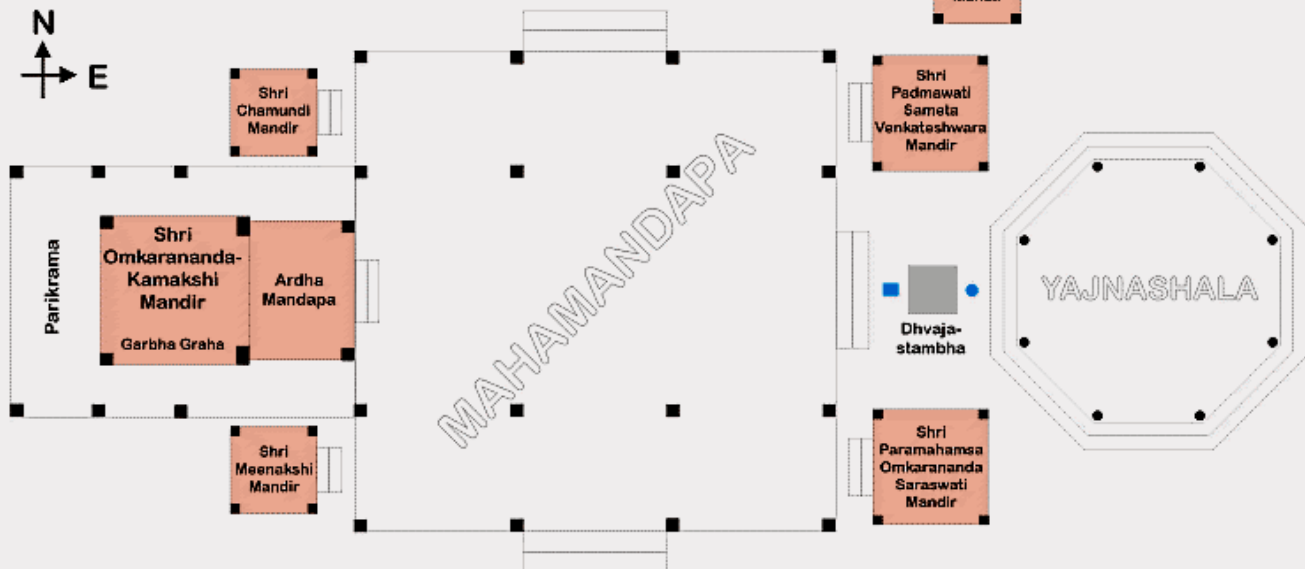 N
E
Shri
Chamundi
Mandir
Shri
Padmawati
Sameta
Venkateshwara
Mandir
MAHAMANDAPA
Parikrama
Shri
Omkarananda-
Kamakshi
Mandir
Garbha Graha
Ardha
Mandapa
Dhvaja-
stambha
YAJNASHALA
Shri
Meenakshi
Mandir
Shri
Paramahamsa
Omkarananda
Saraswati
Mandir